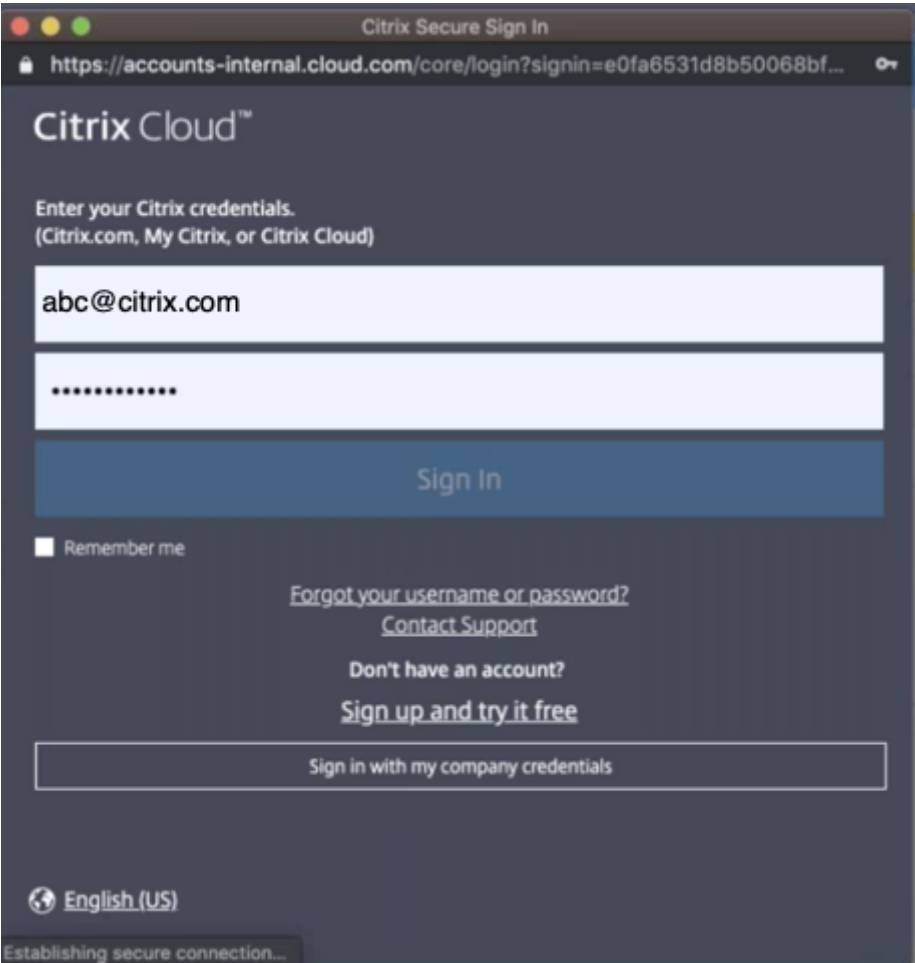 Citrix Secure Sign In
https://accounts-internal.cloud.com/core/login?signin=e0fa6531d8b50068bf...
Citrix Cloud™
Enter your Citrix credentials.
(Citrix.com, My Citrix, or Citrix Cloud)
abc@citrix.com
••••••••••••
Sign In
Remember me
Forgot your username or password?
Contact Support
Don't have an account?
Sign up and try it free
Sign in with my company credentials
English (US)
Establishing secure connection...